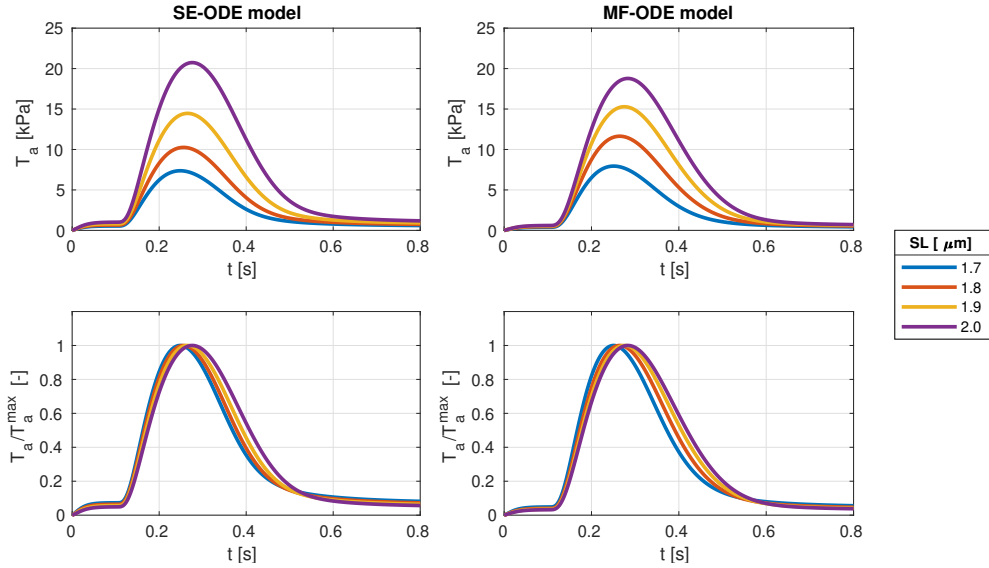 SE-ODE model
MF-ODE model
25
20
15
10
5
0
T_a [kPa]
0 0.2 0.4 0.6 0.8
t [s]
25
20
15
10
5
0
T_a [kPa]
0 0.2 0.4 0.6 0.8
t [s]
SL [ μm]
1.7
1.8
1.9
2.0
1
0.8
0.6
0.4
0.2
0
T_a/T_a^max [-]
0 0.2 0.4 0.6 0.8
t [s]
1
0.8
0.6
0.4
0.2
0
T_a/T_a^max [-]
0 0.2 0.4 0.6 0.8
t [s]